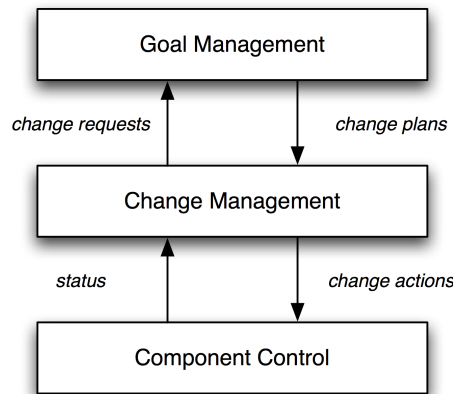 Goal Management
change requests
change plans
Change Management
status
change actions
Component Control